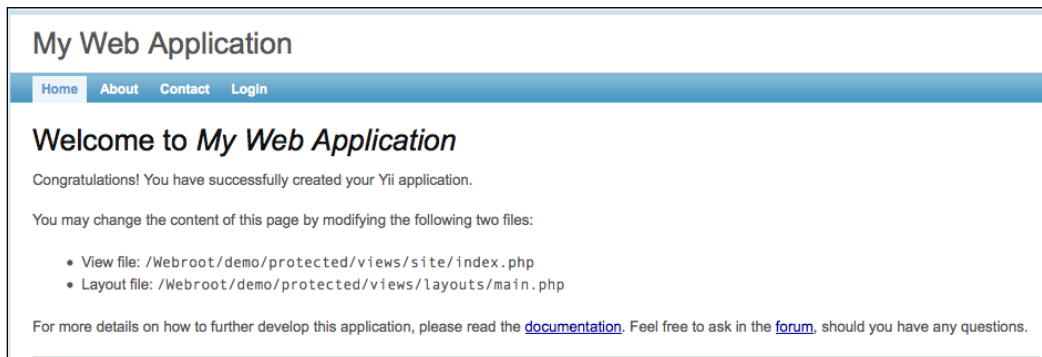 My Web Application
Home About Contact Login
Welcome to My Web Application
Congratulations! You have successfully created your Yii application.
You may change the content of this page by modifying the following two files:
• View file: /Webroot/demo/protected/views/site/index.php
• Layout file: /Webroot/demo/protected/views/layouts/main.php
For more details on how to further develop this application, please read the documentation. Feel free to ask in the forum, should you have any questions.